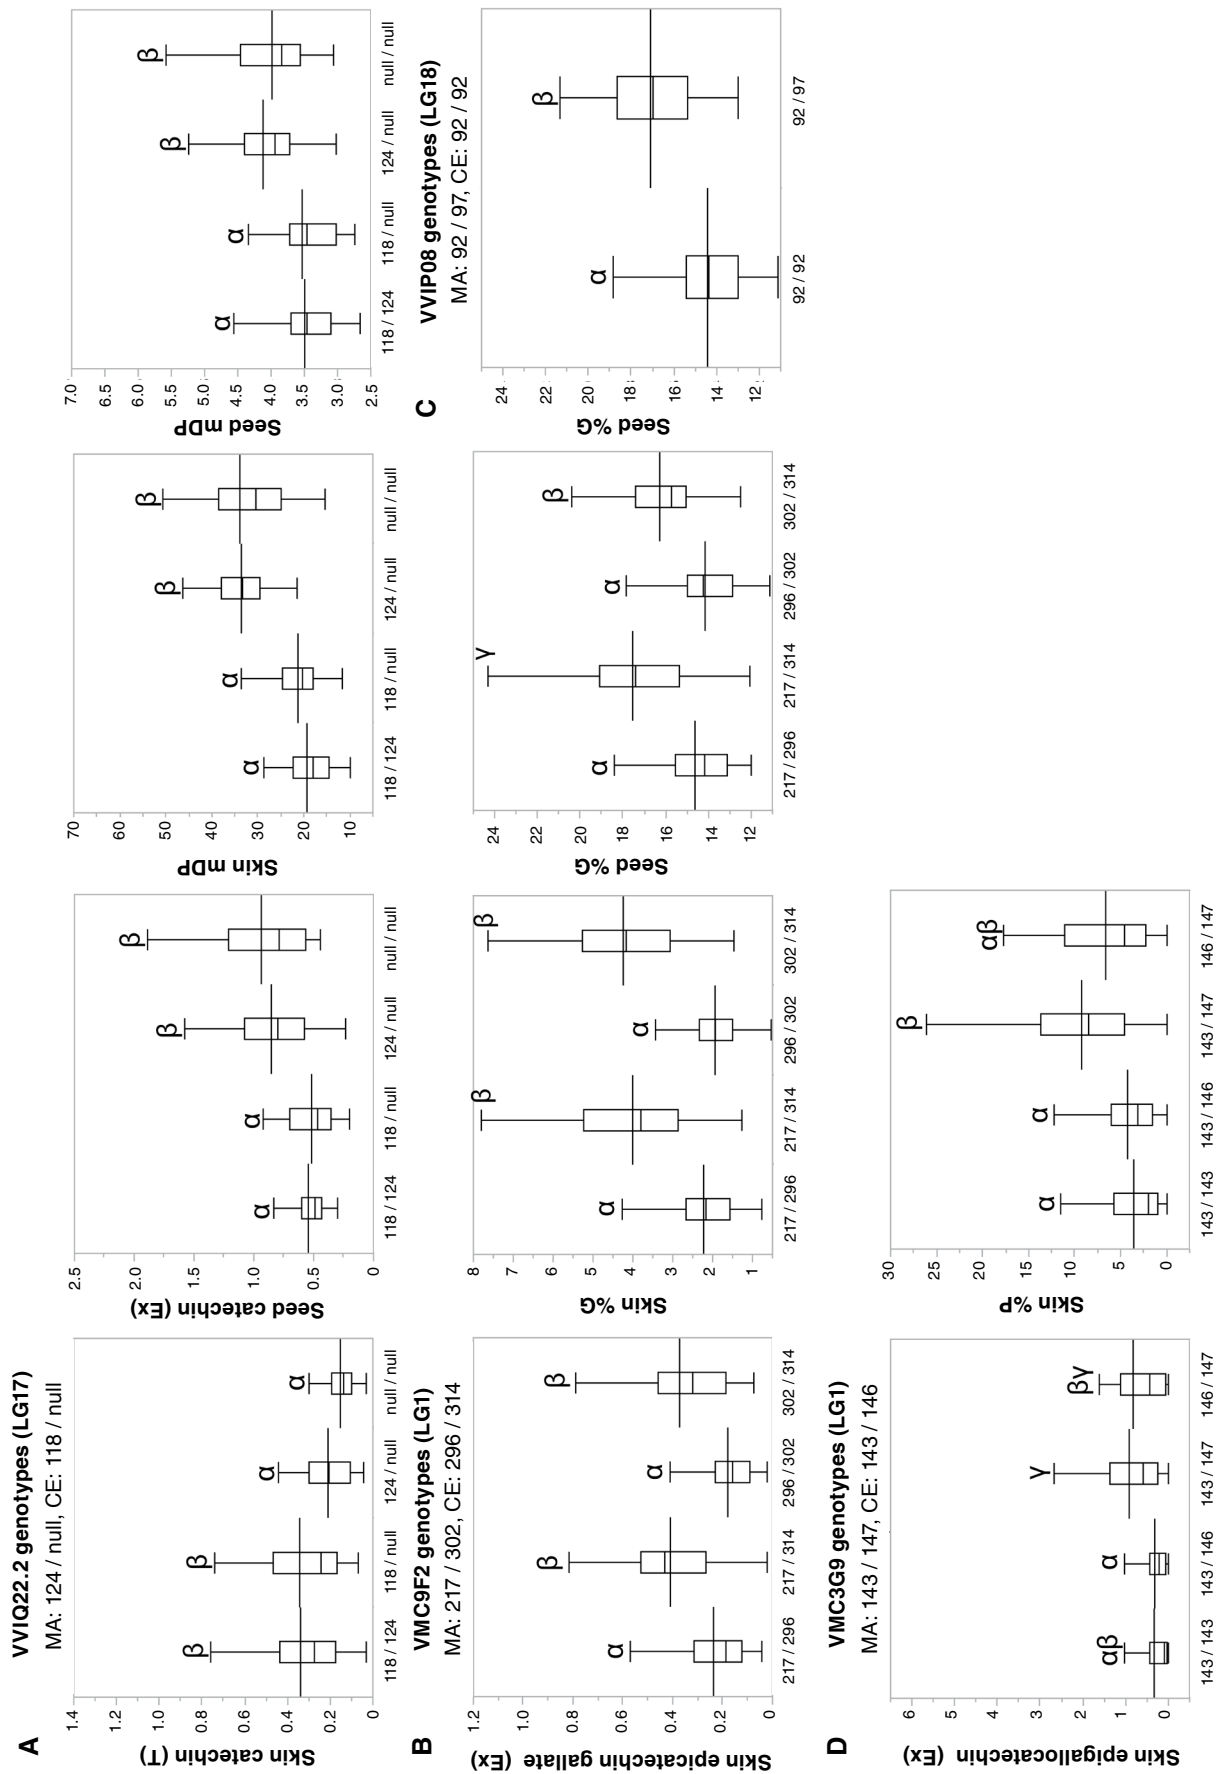 A
VVIQ22.2 genotypes (LG17)
MA: 124 / null, CE: 118 / null
Skin catechin (T)
1.4
1.2
1.0
0.8
0.6
0.4
0.2
0
β
β
α
α
118 / 124
118 / null
124 / null
null / null
Seed catechin (Ex)
2.5
2.0
1.5
1.0
0.5
0
α
α
β
β
118 / 124
118 / null
124 / null
null / null
Skin mDP
70
60
50
40
30
20
10
α
α
β
β
118 / 124
118 / null
124 / null
null / null
Seed mDP
7.0
6.5
6.0
5.5
5.0
4.5
4.0
3.5
3.0
2.5
α
α
β
β
118 / 124
118 / null
124 / null
null / null
B
VMC9F2 genotypes (LG1)
MA: 217 / 302, CE: 296 / 314
Skin epicatechin gallate (Ex)
1.2
1.0
0.8
0.6
0.4
0.2
0
α
β
α
β
217 / 296
217 / 314
296 / 302
302 / 314
Skin %G
8
7
6
5
4
3
2
1
α
β
α
β
217 / 296
217 / 314
296 / 302
302 / 314
Seed %G
24
22
20
18
16
14
12
α
γ
α
β
217 / 296
217 / 314
296 / 302
302 / 314
C
VVIP08 genotypes (LG18)
MA: 92 / 97, CE: 92 / 92
Seed %G
24
22
20
18
16
14
12
α
β
92 / 92
92 / 97
D
VMC3G9 genotypes (LG1)
MA: 143 / 147, CE: 143 / 146
Skin epigallocatechin (Ex)
6
5
4
3
2
1
0
αβ
α
γ
βγ
143 / 143
143 / 146
143 / 147
146 / 147
Skin %P
30
25
20
15
10
5
0
α
α
β
αβ
143 / 143
143 / 146
143 / 147
146 / 147